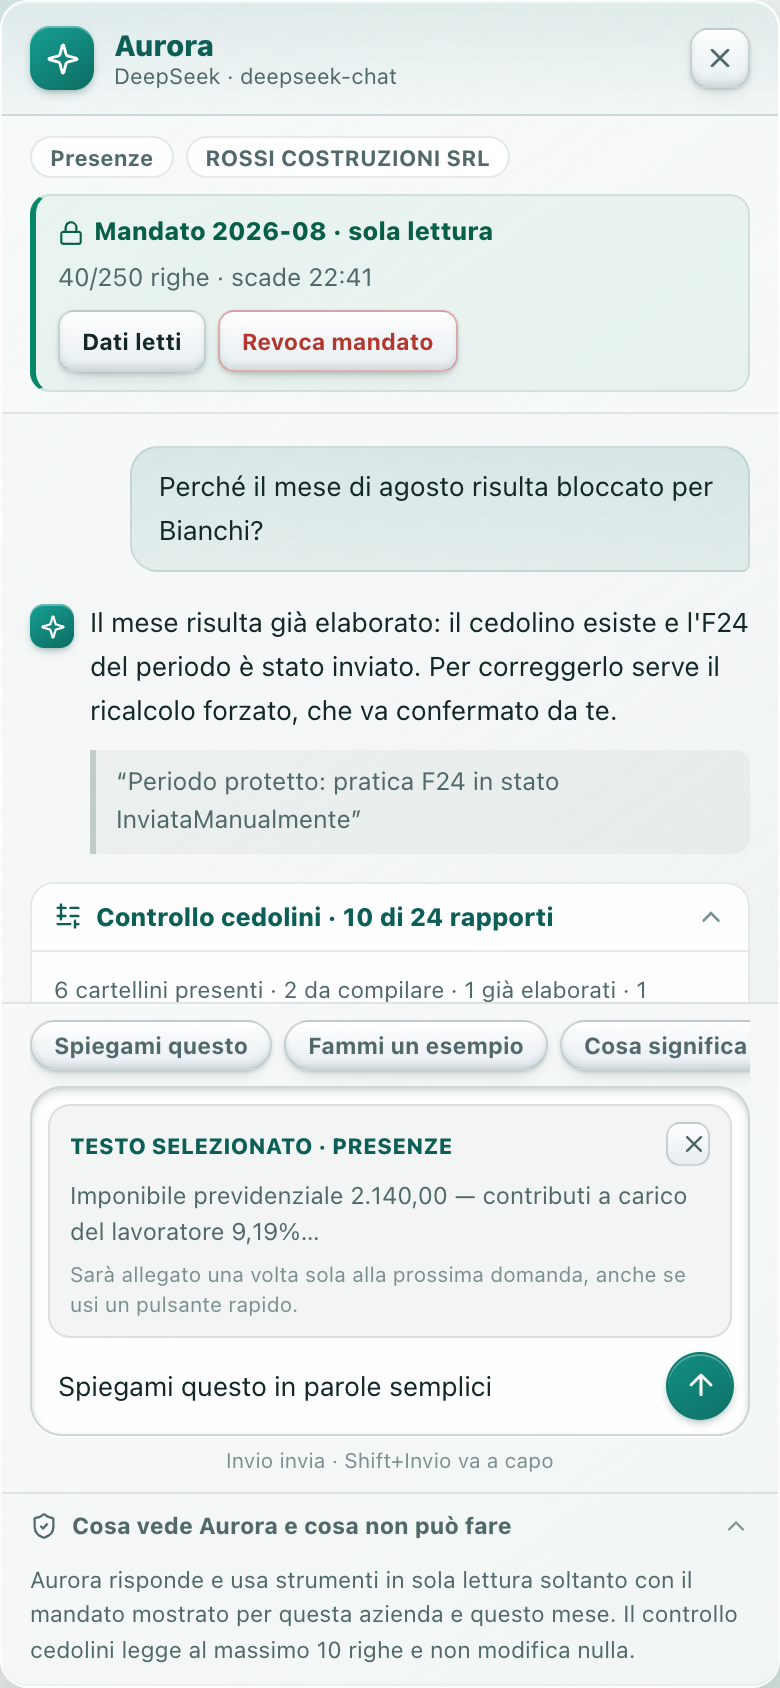 Aurora
DeepSeek · deepseek-chat
Presenze
ROSSI COSTRUZIONI SRL
Mandato 2026-08 · sola lettura
40/250 righe · scade 22:41
Dati letti
Revoca mandato
Perché il mese di agosto risulta bloccato per
Bianchi?
Il mese risulta già elaborato: il cedolino esiste e l'F24
del periodo è stato inviato. Per correggerlo serve il
ricalcolo forzato, che va confermato da te.
“Periodo protetto: pratica F24 in stato
InviataManualmente”
Controllo cedolini · 10 di 24 rapporti
6 cartellini presenti · 2 da compilare · 1 già elaborati · 1
Spiegami questo
Fammi un esempio
Cosa significa
TESTO SELEZIONATO · PRESENZE
Imponibile previdenziale 2.140,00 — contributi a carico
del lavoratore 9,19%…
Sarà allegato una volta sola alla prossima domanda, anche se
usi un pulsante rapido.
Spiegami questo in parole semplici
Invio invia · Shift+Invio va a capo
Cosa vede Aurora e cosa non può fare
Aurora risponde e usa strumenti in sola lettura soltanto con il
mandato mostrato per questa azienda e questo mese. Il controllo
cedolini legge al massimo 10 righe e non modifica nulla.